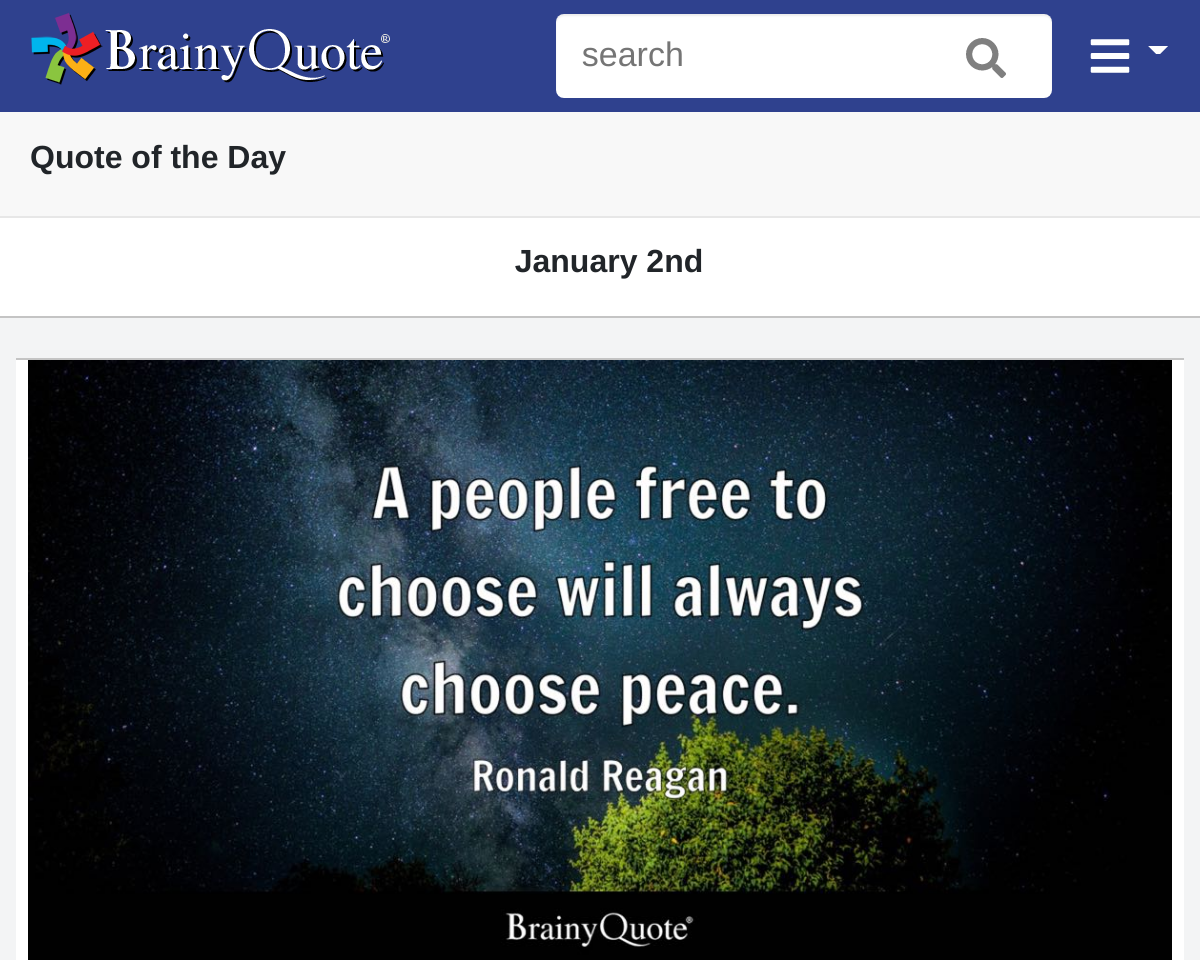 BrainyQuote®
search
Quote of the Day
January 2nd
A people free to
choose will always
choose peace.
Ronald Reagan
BrainyQuote®